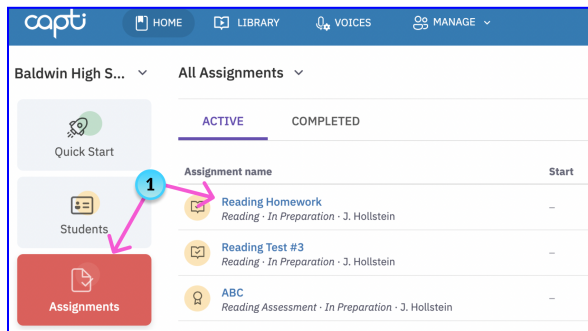 capti HOME LIBRARY VOICES MANAGE
Baldwin High S...
All Assignments
ACTIVE COMPLETED
Quick Start
Students
Assignments
1
Assignment name Start
Reading Homework
Reading · In Preparation · J. Hollstein –
Reading Test #3
Reading · In Preparation · J. Hollstein –
ABC
Reading Assessment · In Preparation · J. Hollstein –